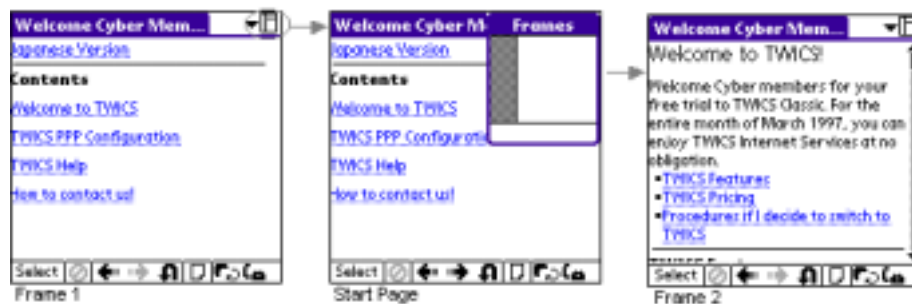 Welcome Cyber Mem...
Japanese Version
Contents
Welcome to TWICS
TWICS PPP Configuration
TWICS Help
How to contact us!
Select
Frame 1
Welcome Cyber M
Frames
Japanese Version
Contents
Welcome to TWICS
TWICS PPP Configuratio
TWICS Help
How to contact us!
Select
Start Page
Welcome Cyber Mem...
Welcome to TWICS!
Welcome Cyber members for your
free trial to TWICS Classic. For the
entire month of March 1997, you can
enjoy TWICS Internet Services at no
obligation.
•TWICS Features
•TWICS Pricing
•Procedures if I decide to switch to
TWICS
Select
Frame 2